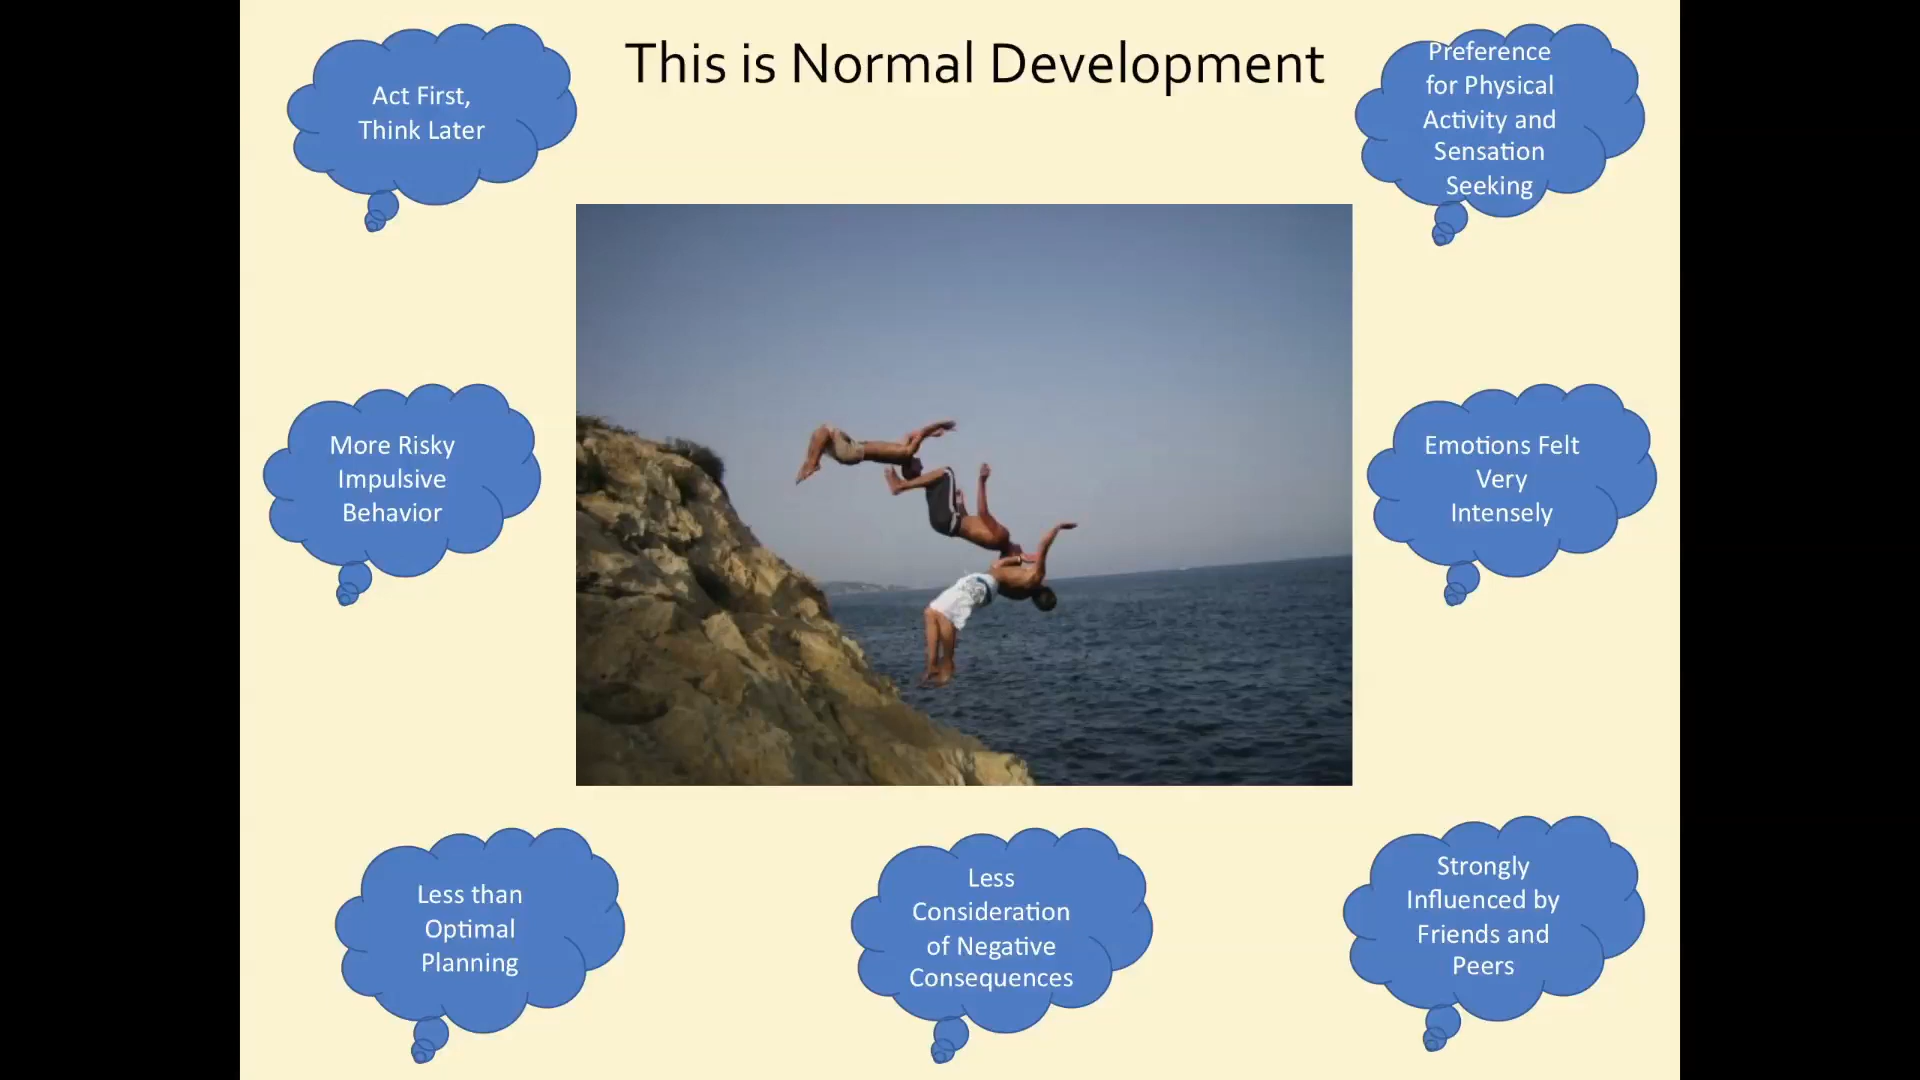 This is Normal Development
Act First,
Think Later
Preference
for Physical
Activity and
Sensation
Seeking
More Risky
Impulsive
Behavior
Emotions Felt
Very
Intensely
Less than
Optimal
Planning
Less
Consideration
of Negative
Consequences
Strongly
Influenced by
Friends and
Peers